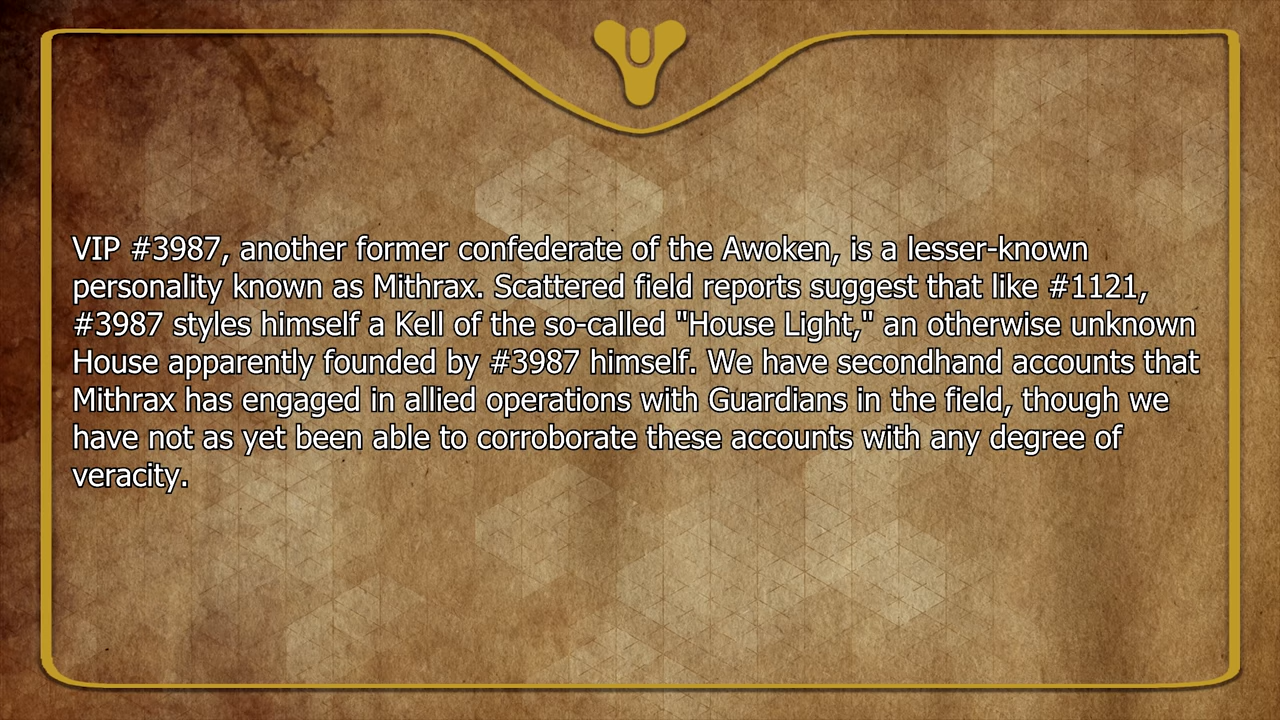 VIP #3987, another former confederate of the Awoken, is a lesser-known
personality known as Mithrax. Scattered field reports suggest that like #1121,
#3987 styles himself a Kell of the so-called "House Light," an otherwise unknown
House apparently founded by #3987 himself. We have secondhand accounts that
Mithrax has engaged in allied operations with Guardians in the field, though we
have not as yet been able to corroborate these accounts with any degree of
veracity.